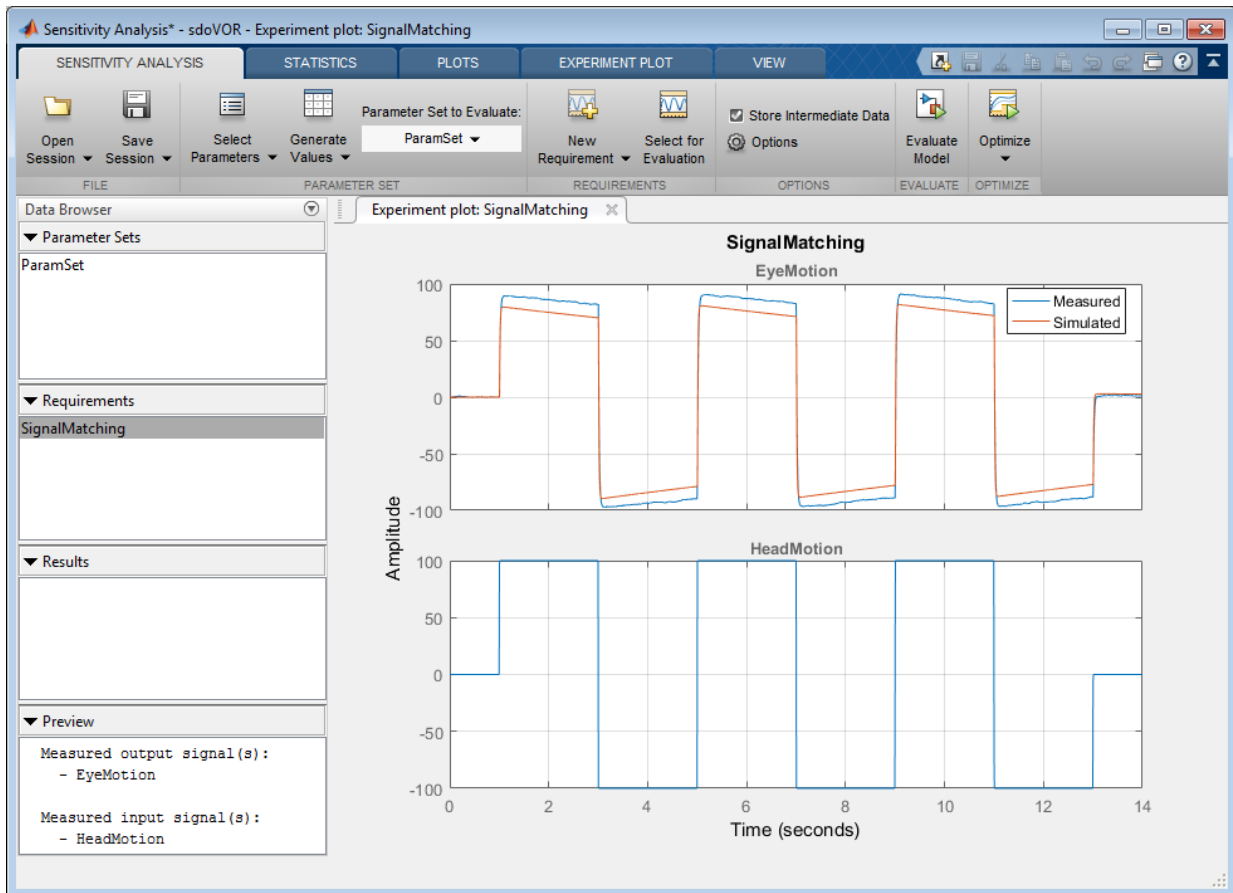 Sensitivity Analysis* - sdoVOR - Experiment plot: SignalMatching
SENSITIVITY ANALYSIS
STATISTICS
PLOTS
EXPERIMENT PLOT
VIEW
Open Session
Save Session
Select Parameters
Generate Values
Parameter Set to Evaluate:
ParamSet
New Requirement
Select for Evaluation
Store Intermediate Data
Options
Evaluate Model
Optimize
FILE
PARAMETER SET
REQUIREMENTS
OPTIONS
EVALUATE
OPTIMIZE
Data Browser
Parameter Sets
ParamSet
Requirements
SignalMatching
Results
Preview
Measured output signal(s):
- EyeMotion
Measured input signal(s):
- HeadMotion
Experiment plot: SignalMatching
SignalMatching
EyeMotion
Measured
Simulated
100
50
0
-50
-100
Amplitude
HeadMotion
100
50
0
-50
-100
0 2 4 6 8 10 12 14
Time (seconds)